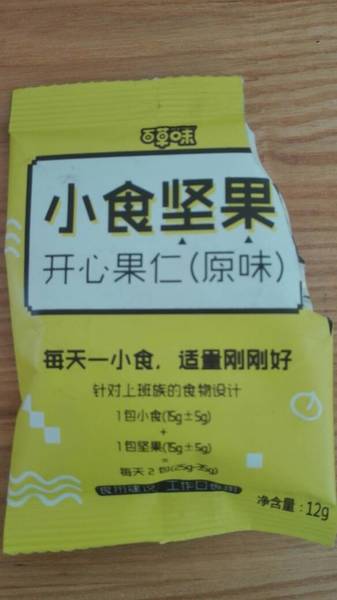 百草味
小食坚果
开心果仁(原味)
每天一小食，适量刚刚好
针对上班族的食物设计
1包小食(15g±5g)
+
1包坚果(15g±5g)
=
每天2包(25g-35g)
净含量：12g